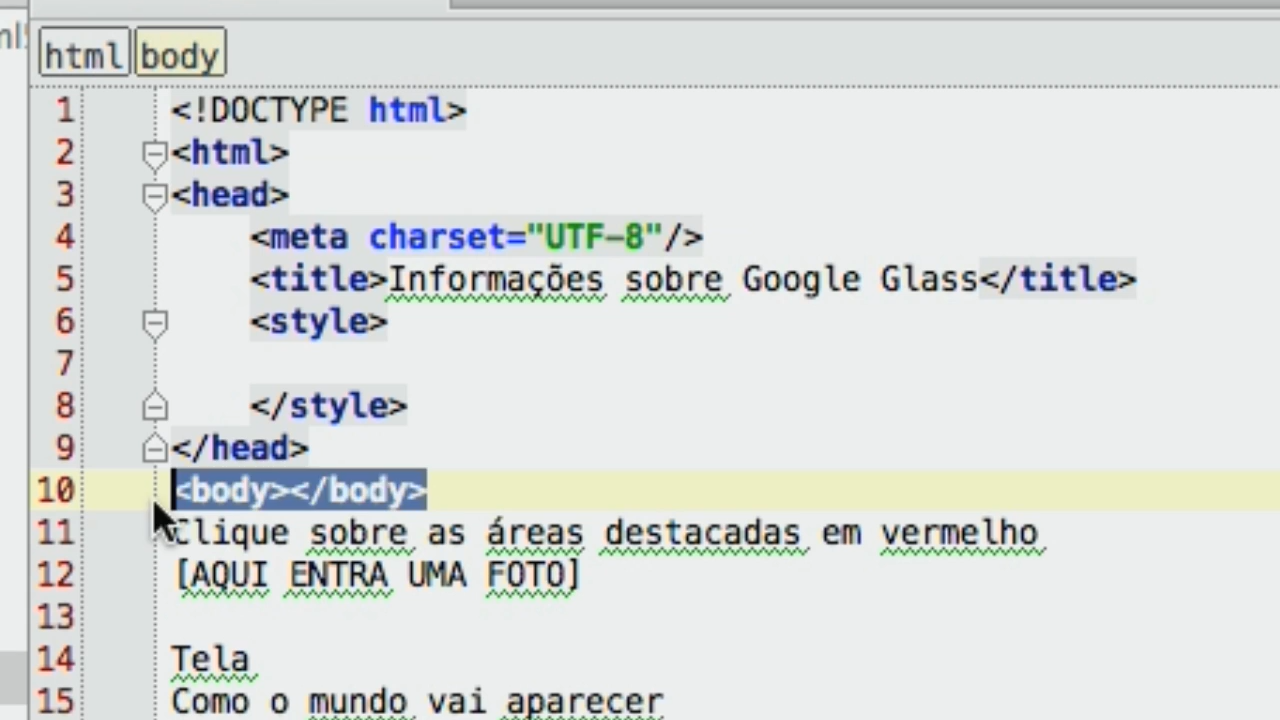 html body
1 <!DOCTYPE html>
2 <html>
3 <head>
4 <meta charset="UTF-8"/>
5 <title>Informações sobre Google Glass</title>
6 <style>
7
8 </style>
9 </head>
10 <body></body>
11 Clique sobre as áreas destacadas em vermelho
12 [AQUI ENTRA UMA FOTO]
13
14 Tela
15 Como o mundo vai aparecer